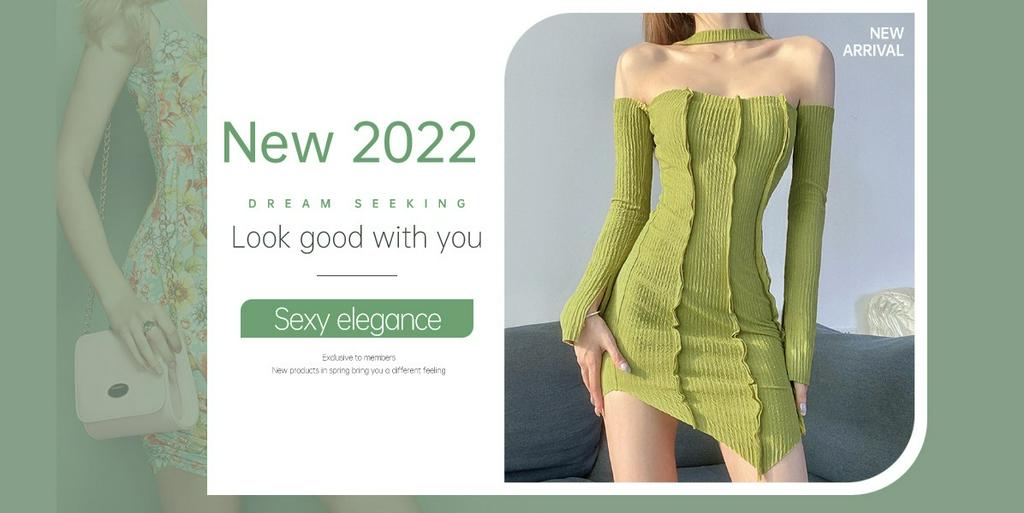 New 2022
DREAM SEEKING
Look good with you
Sexy elegance
Exclusive to members
New products in spring bring you a different feeling
NEW
ARRIVAL